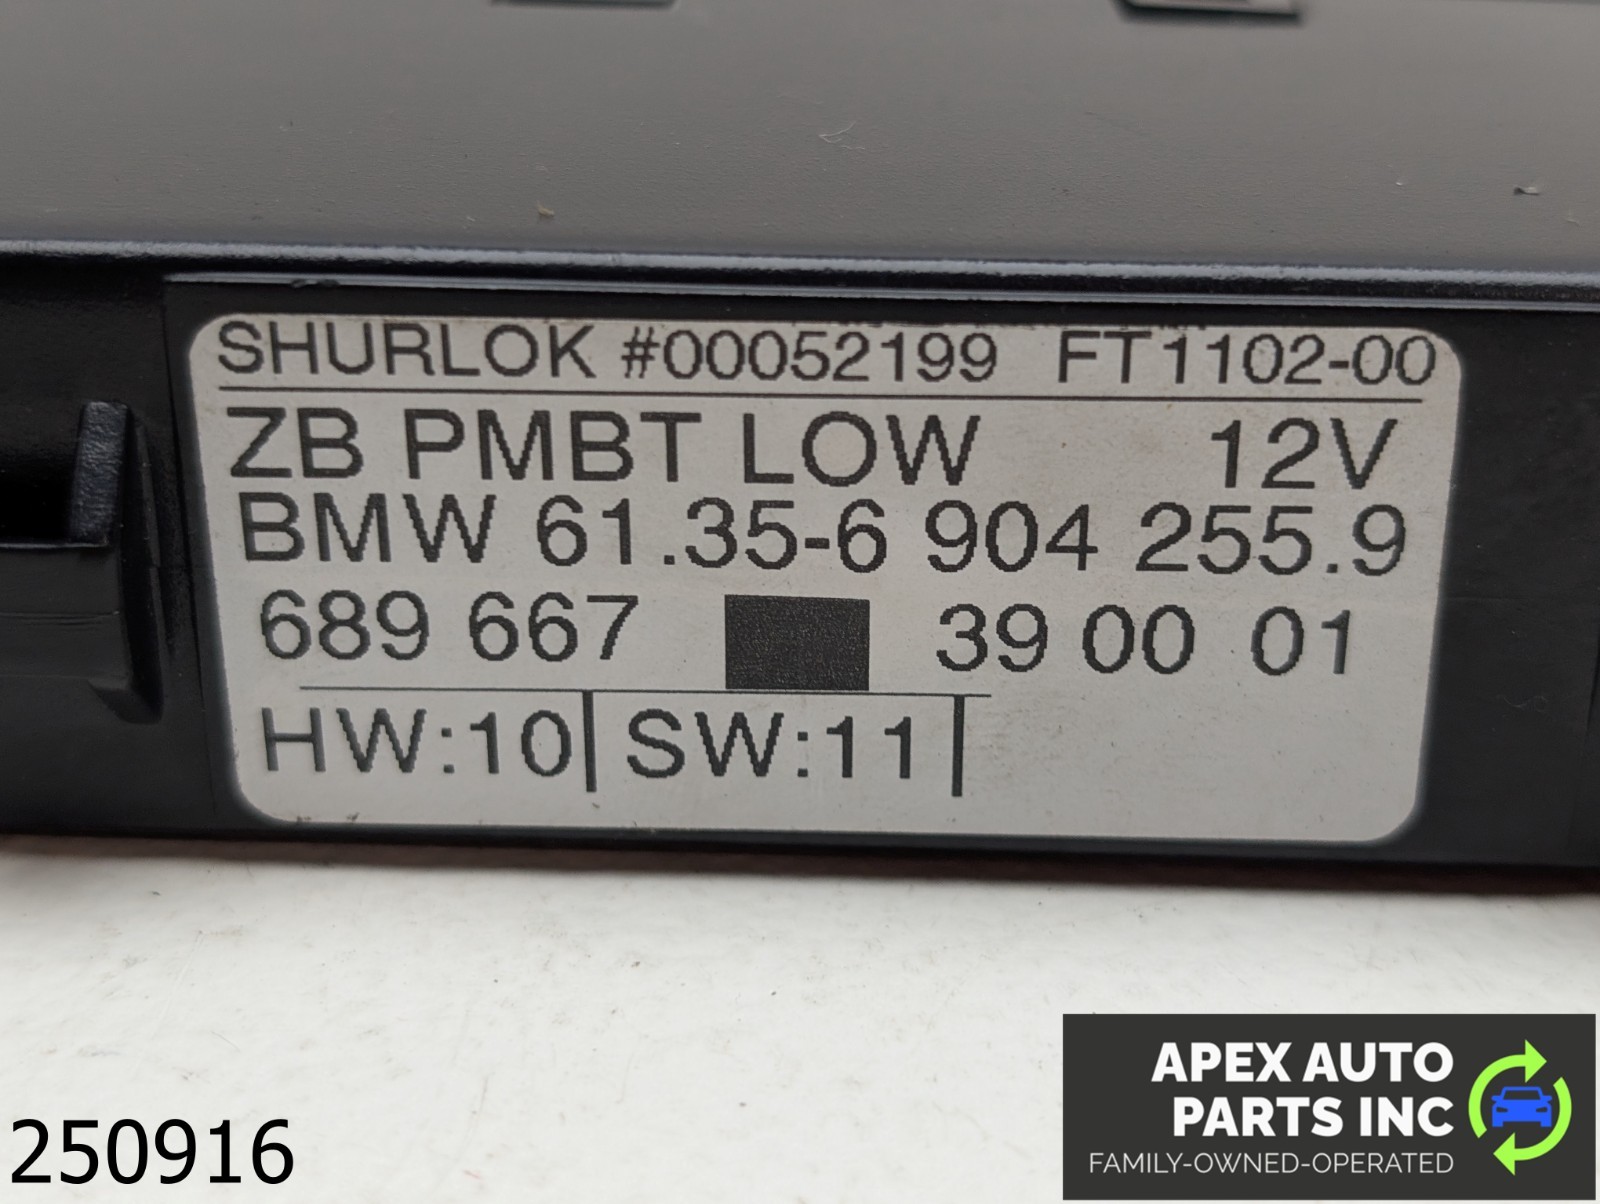 SHURLOK #00052199 FT1102-00
ZB PMBT LOW 12V
BMW 61.35-6 904 255.9
689 667 39 00 01
HW:10 SW:11
250916
APEX AUTO
PARTS INC
FAMILY-OWNED-OPERATED